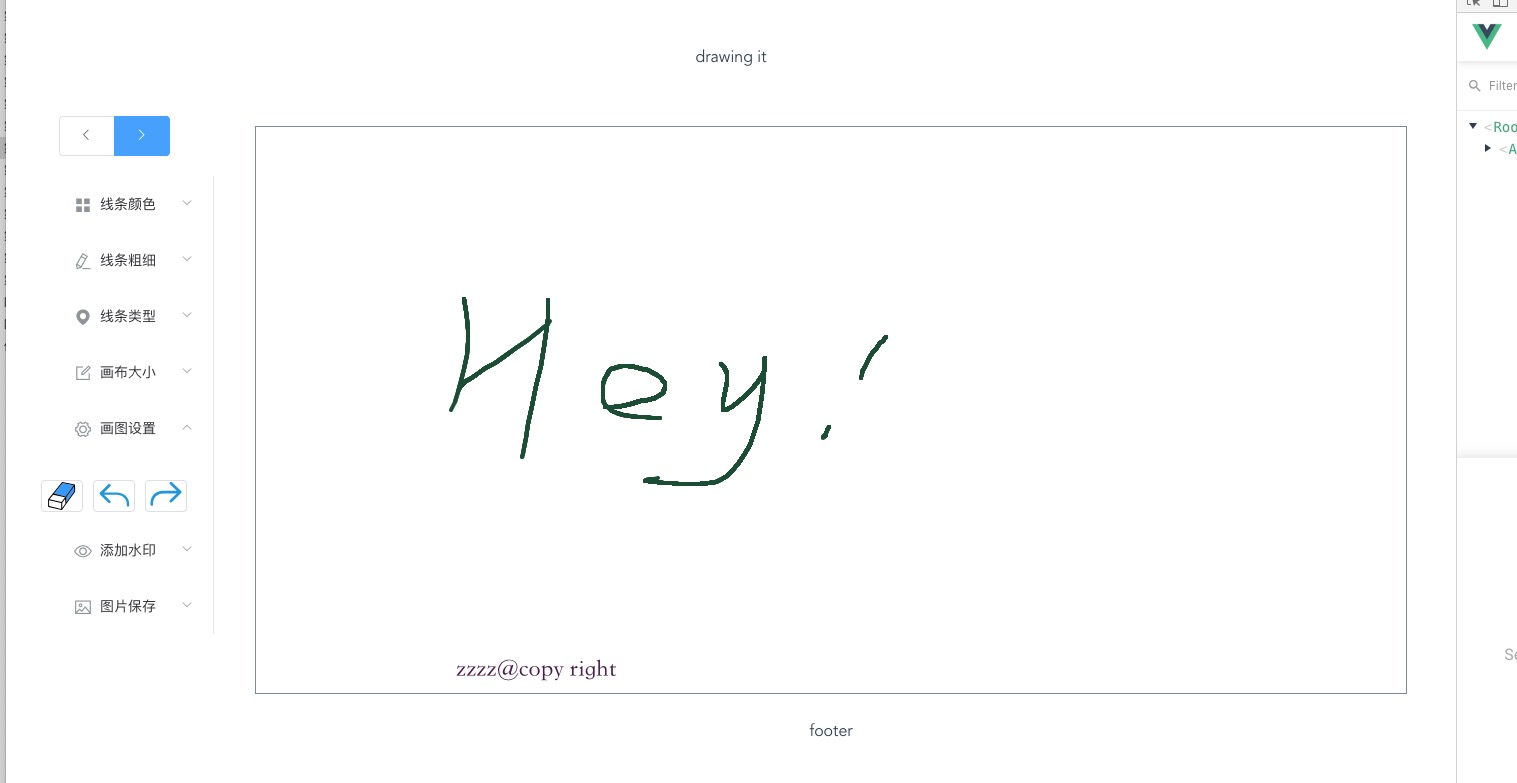 drawing it
Filter
<Roo
<A
线条颜色
线条粗细
线条类型
画布大小
画图设置
添加水印
图片保存
Hey!
zzzz@copy right
Se
footer